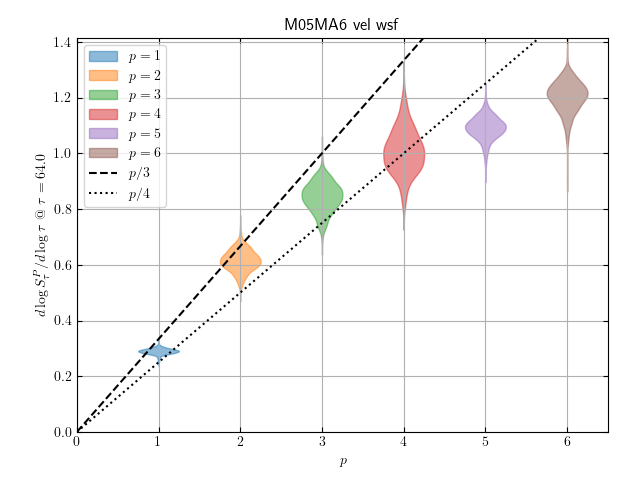 M05MA6 vel wsf
1.4
1.2
1.0
0.8
0.6
0.4
0.2
0.0
d log S_τ^P / d log τ @ τ = 64.0
p = 1
p = 2
p = 3
p = 4
p = 5
p = 6
p/3
p/4
0 1 2 3 4 5 6
p